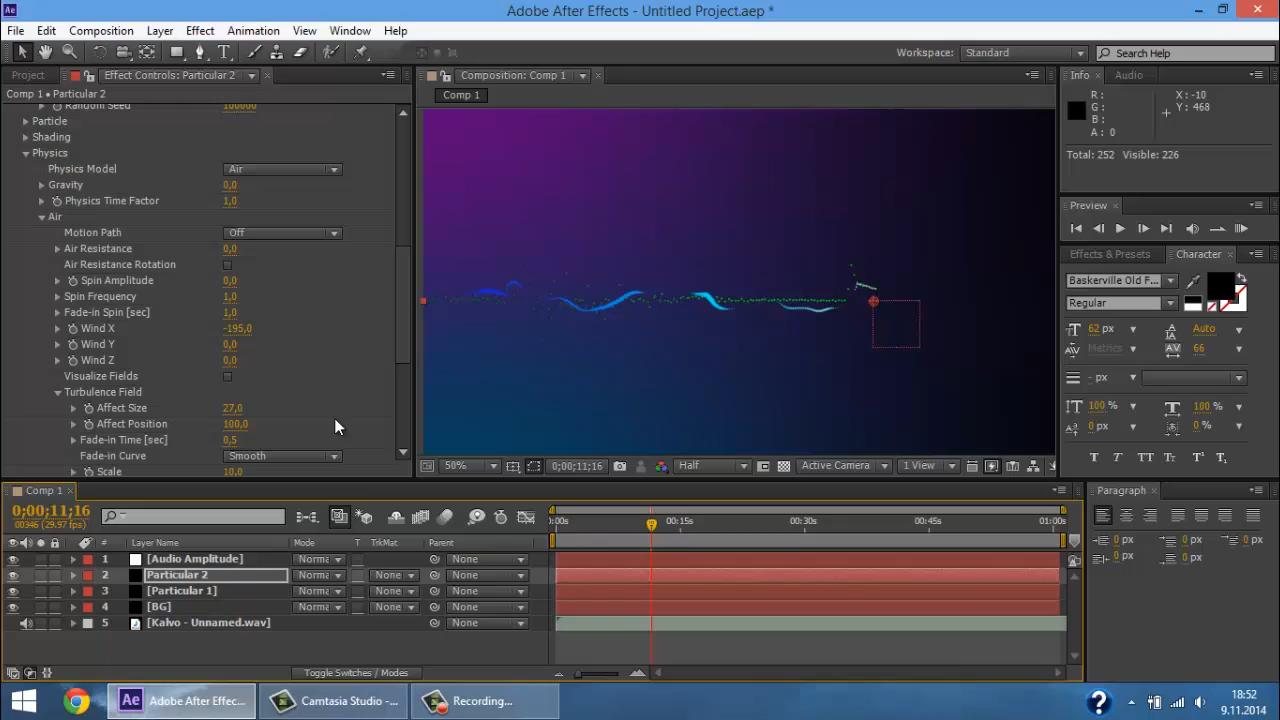 Adobe After Effects - Untitled Project.aep *
File Edit Composition Layer Effect Animation View Window Help
Workspace: Standard Search Help
Project Effect Controls: Particular 2 Composition: Comp 1 Info Audio
Comp 1 • Particular 2
Comp 1
R: X: -10
G: Y: 468
B:
A: 0
Total: 252 Visible: 226
Random Seed 100000
Particle
Shading
Physics
Physics Model Air
Gravity 0,0
Physics Time Factor 1,0
Air
Motion Path Off
Air Resistance 0,0
Air Resistance Rotation
Spin Amplitude 0,0
Spin Frequency 1,0
Fade-in Spin [sec] 1,0
Wind X -195,0
Wind Y 0,0
Wind Z 0,0
Visualize Fields
Turbulence Field
Affect Size 27,0
Affect Position 100,0
Fade-in Time [sec] 0,5
Fade-in Curve Smooth
Scale 10,0
Preview
Effects & Presets Character
Baskerville Old F...
Regular
62 px Auto
Metrics 66
- px
100 % 100 %
0 px 0 %
T T TT Tт T¹ T₁
50% 0;00;11;16 Half Active Camera 1 View
Comp 1
0;00;11;16
00346 (29.97 fps)
:00s 00:15s 00:30s 00:45s 01:00s
# Layer Name Mode T TrkMat Parent
1 [Audio Amplitude] Norma None
2 Particular 2 Norma None None
3 [Particular 1] Norma None None
4 [BG] Norma None None
5 [Kalvo - Unnamed.wav] None
Toggle Switches / Modes
Paragraph
0 px 0 px 0 px
0 px 0 px
Adobe After Effec... Camtasia Studio -... Recording...
18:52
9.11.2014